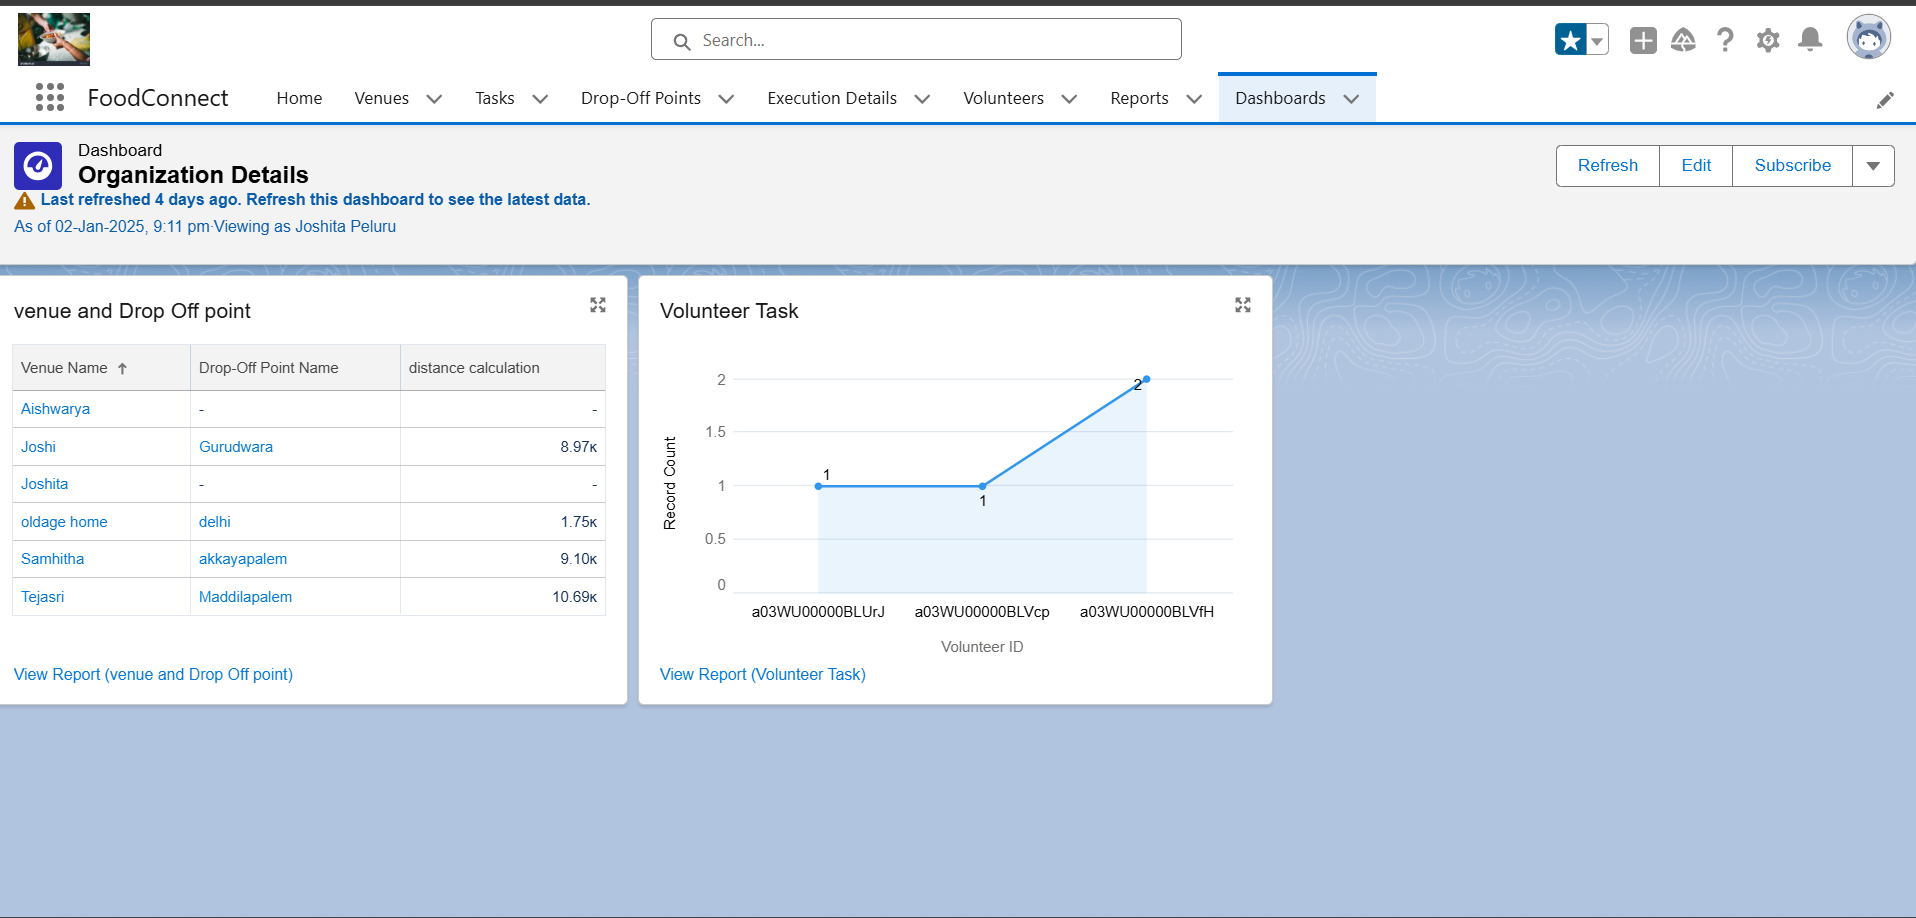 Search...
FoodConnect
Home
Venues
Tasks
Drop-Off Points
Execution Details
Volunteers
Reports
Dashboards
Dashboard
Organization Details
Last refreshed 4 days ago. Refresh this dashboard to see the latest data.
As of 02-Jan-2025, 9:11 pm·Viewing as Joshita Peluru
Refresh
Edit
Subscribe
venue and Drop Off point
Venue Name ↑ Drop-Off Point Name distance calculation
Aishwarya - -
Joshi Gurudwara 8.97K
Joshita - -
oldage home delhi 1.75K
Samhitha akkayapalem 9.10K
Tejasri Maddilapalem 10.69K
View Report (venue and Drop Off point)
Volunteer Task
Record Count
2
1.5
1
0.5
0
1
1
2
a03WU00000BLUrJ a03WU00000BLVcp a03WU00000BLVfH
Volunteer ID
View Report (Volunteer Task)